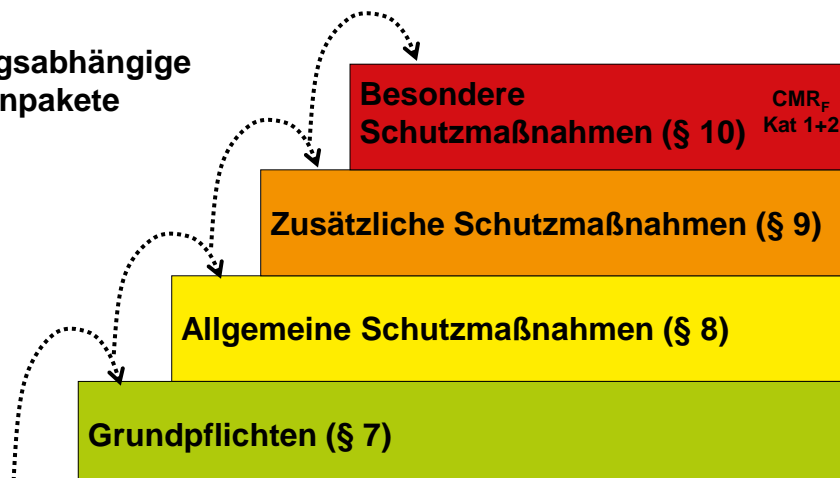 gsabhängige
npakete
Besondere
Schutzmaßnahmen (§ 10)
CMRF
Kat 1+2
Zusätzliche Schutzmaßnahmen (§ 9)
Allgemeine Schutzmaßnahmen (§ 8)
Grundpflichten (§ 7)